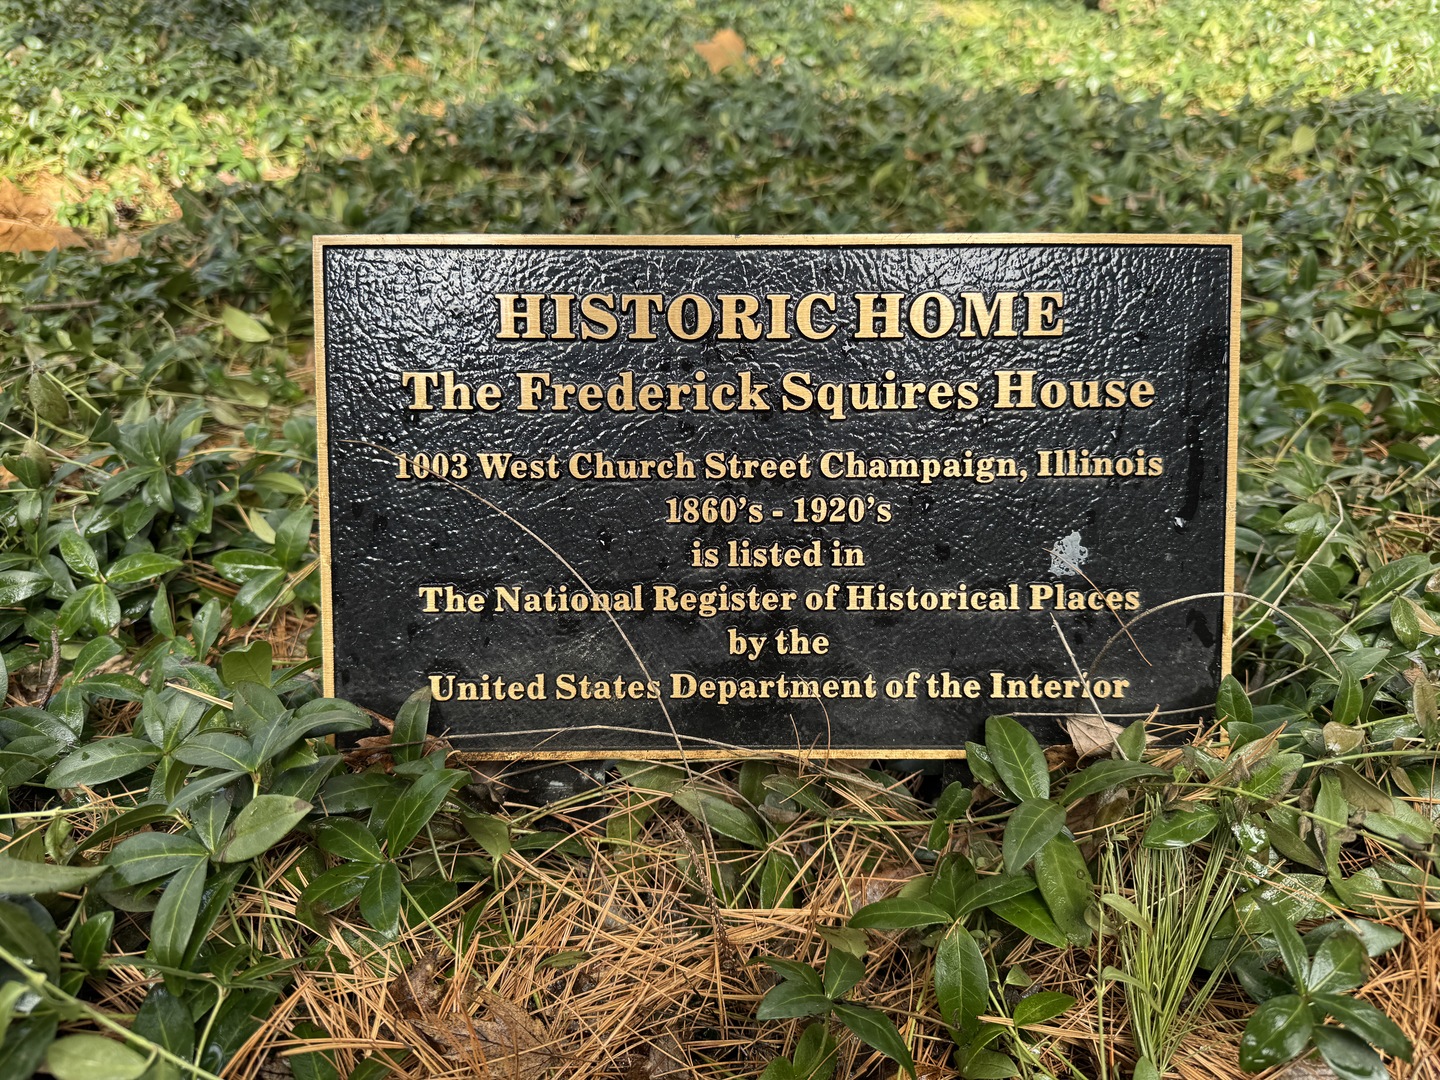 HISTORIC HOME
The Frederick Squires House
1003 West Church Street Champaign, Illinois
1860's - 1920's
is listed in
The National Register of Historical Places
by the
United States Department of the Interior